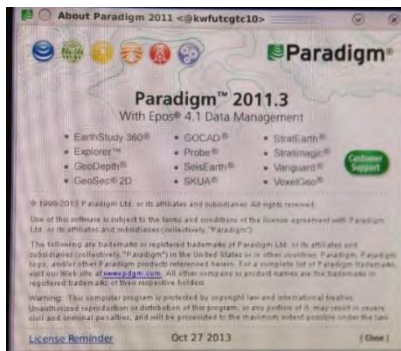 About Paradigm 2011 <@kwfutcgtc10>
Paradigm®
Paradigm™ 2011.3
With Epos® 4.1 Data Management
• EarthStudy 360® • GOCAD® • StratEarth®
• Explorer™ • Probe® • Stratimagic®
• GeoDepth® • SeisEarth® • Vanguard®
• GeoSec® 2D • SKUA® • VoxelGeo®
Customer
Support
© 1990-2013 Paradigm Ltd. or its affiliates and subsidiaries. All rights reserved.
Use of this software is subject to the terms and conditions of the license agreement with Paradigm
Ltd. or its affiliates and subsidiaries (collectively, "Paradigm").
The following are trademarks or registered trademarks of Paradigm Ltd. or its affiliates and
subsidiaries (collectively, "Paradigm") in the United States or in other countries: Paradigm, Paradigm
logo, and/or other Paradigm products referenced herein. For a complete list of Paradigm trademarks,
visit our Web site at www.pdgm.com. All other company or product names are the trademarks or
registered trademarks of their respective holders.
Warning: This computer program is protected by copyright law and international treaties.
Unauthorized reproduction or distribution of this program, or any portion of it, may result in severe
civil and criminal penalties, and will be prosecuted to the maximum extent possible under the law.
License Reminder Oct 27 2013 [ Close ]